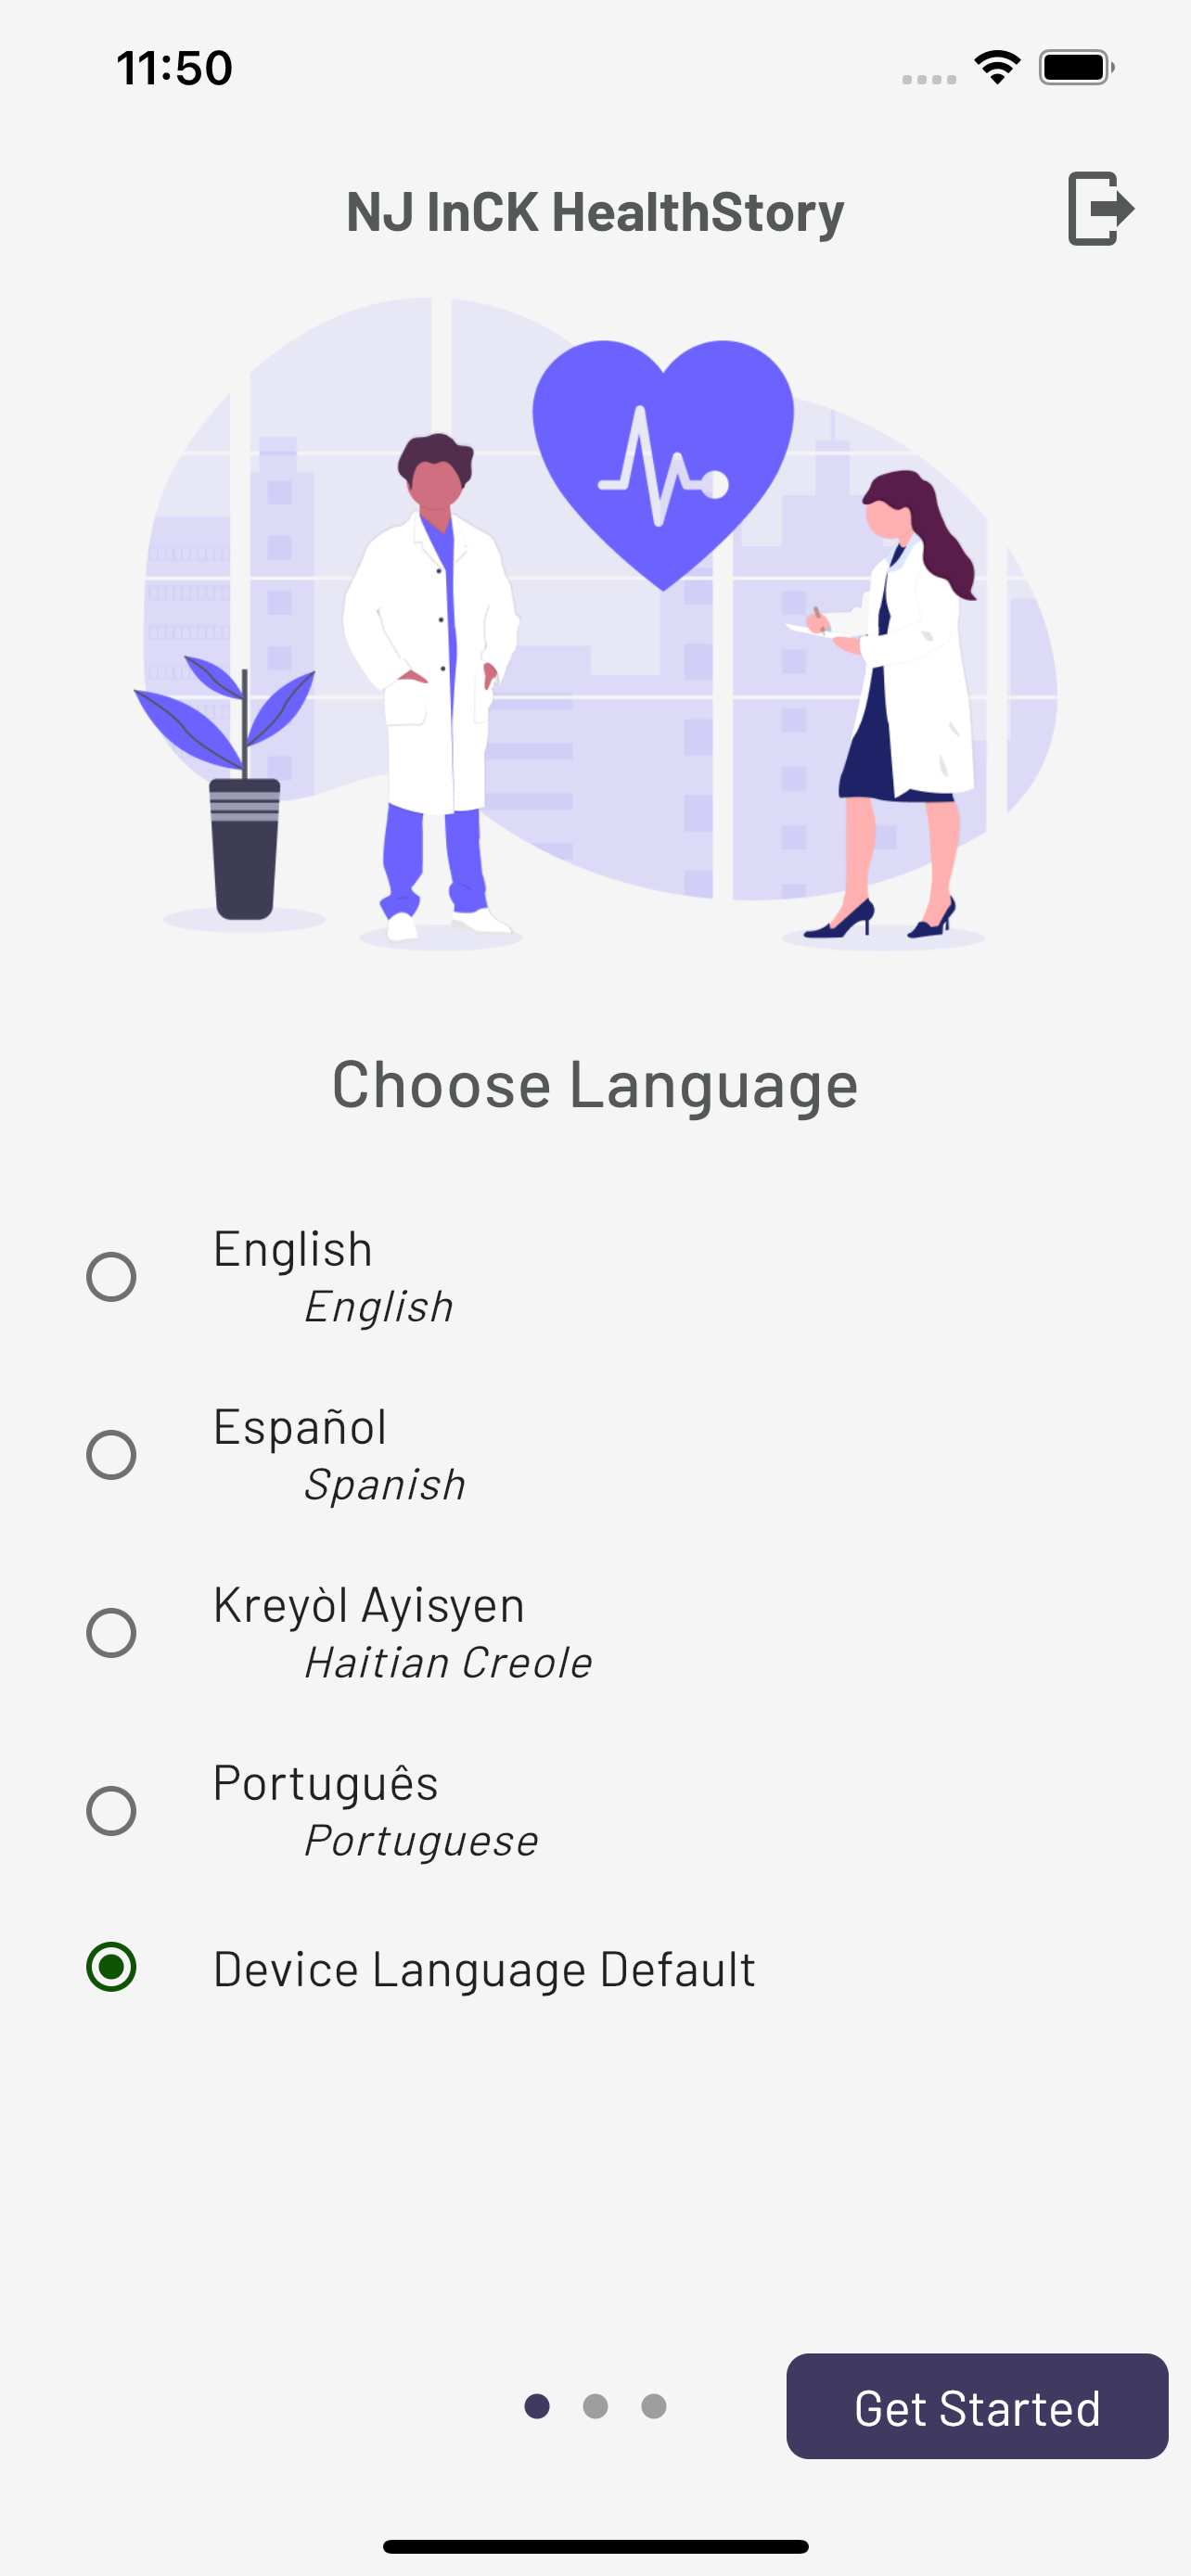 11:50
NJ InCK HealthStory
Choose Language
English
English
Español
Spanish
Kreyòl Ayisyen
Haitian Creole
Português
Portuguese
Device Language Default
Get Started